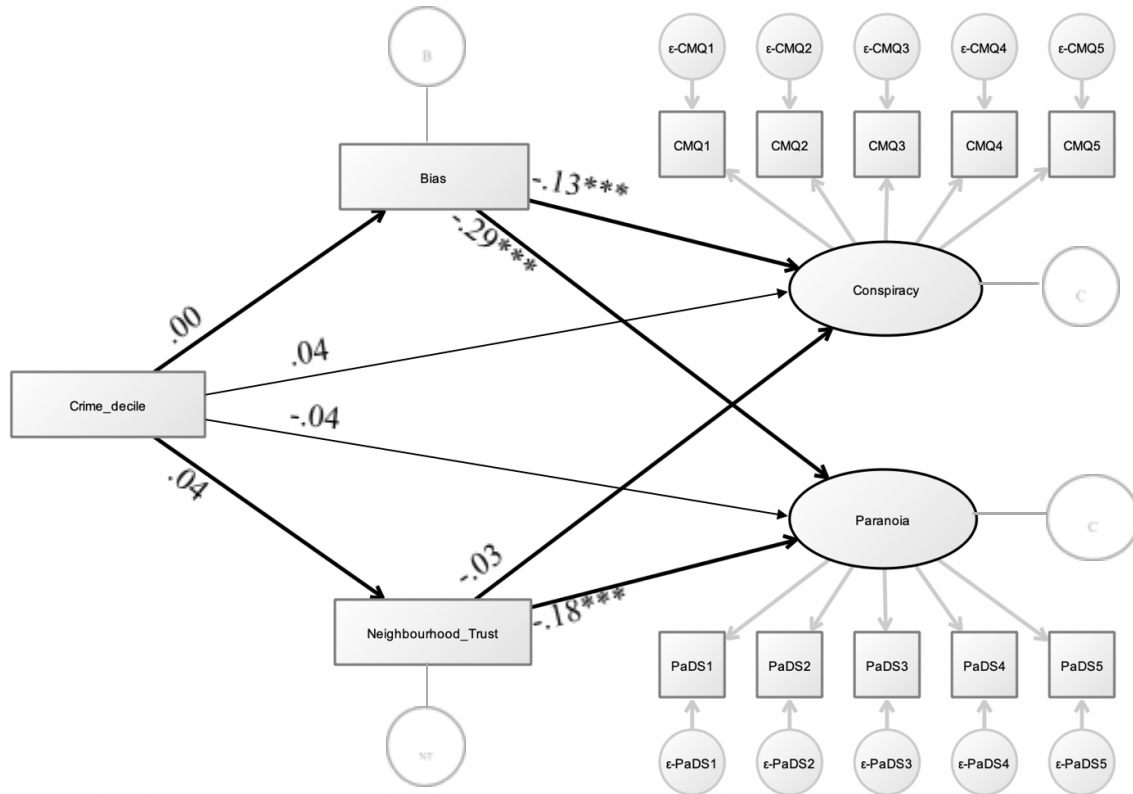 B
ε-CMQ1 ε-CMQ2 ε-CMQ3 ε-CMQ4 ε-CMQ5
CMQ1 CMQ2 CMQ3 CMQ4 CMQ5
Bias
-.13***
-.29***
Conspiracy
C
.00
.04
Crime_decile
-.04
.04
Paranoia
C
-.03
-.18***
Neighbourhood_Trust
PaDS1 PaDS2 PaDS3 PaDS4 PaDS5
NT
ε-PaDS1 ε-PaDS2 ε-PaDS3 ε-PaDS4 ε-PaDS5